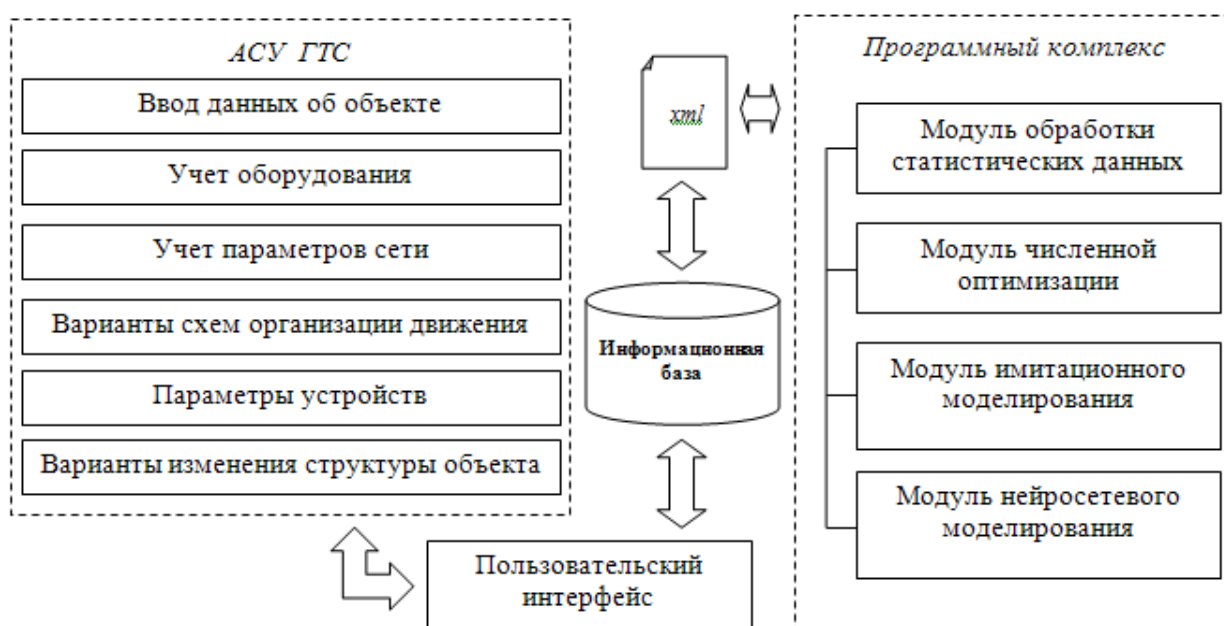 АСУ ГТС
Ввод данных об объекте
Учет оборудования
Учет параметров сети
Варианты схем организации движения
Параметры устройств
Варианты изменения структуры объекта
xml
Информационная
база
Пользовательский
интерфейс
Программный комплекс
Модуль обработки
статистических данных
Модуль численной
оптимизации
Модуль имитационного
моделирования
Модуль нейросетевого
моделирования